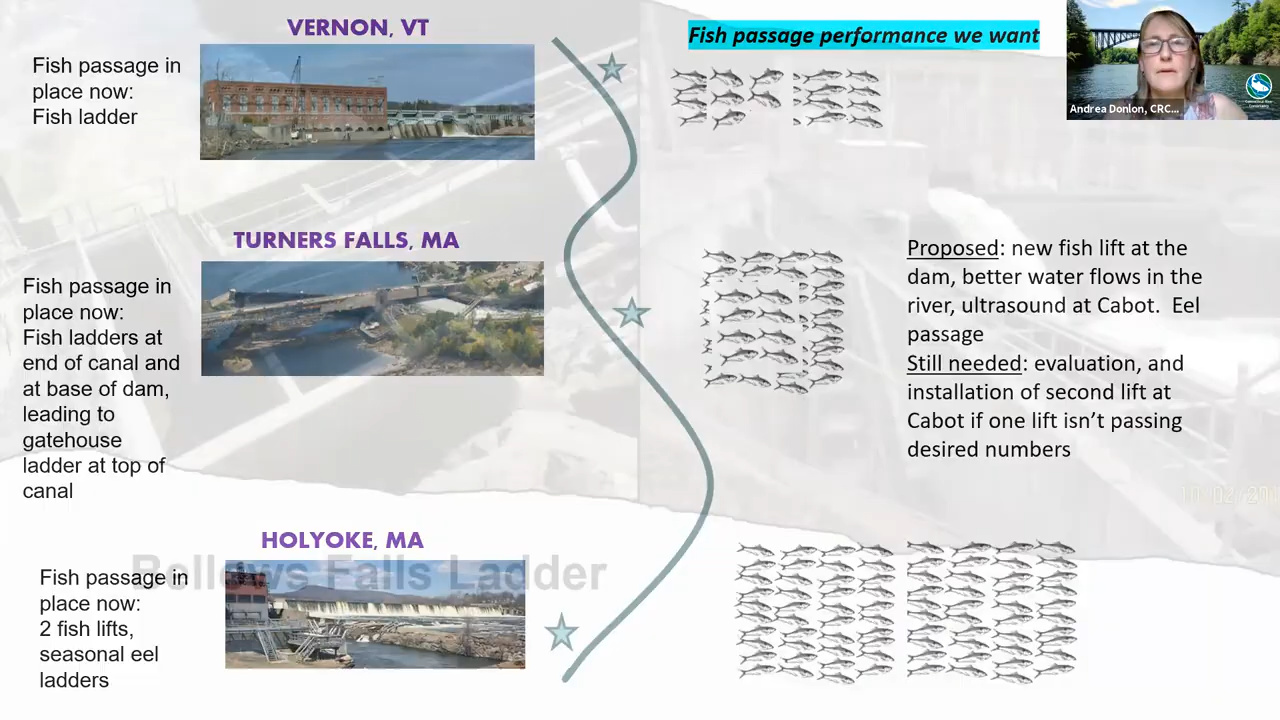 VERNON, VT
Fish passage in
place now:
Fish ladder
Fish passage performance we want
Andrea Donlon, CRC...
TURNERS FALLS, MA
Fish passage in
place now:
Fish ladders at
end of canal and
at base of dam,
leading to
gatehouse
ladder at top of
canal
Proposed: new fish lift at the
dam, better water flows in the
river, ultrasound at Cabot.  Eel
passage
Still needed: evaluation, and
installation of second lift at
Cabot if one lift isn’t passing
desired numbers
HOLYOKE, MA
Bellows Falls Ladder
Fish passage in
place now:
2 fish lifts,
seasonal eel
ladders